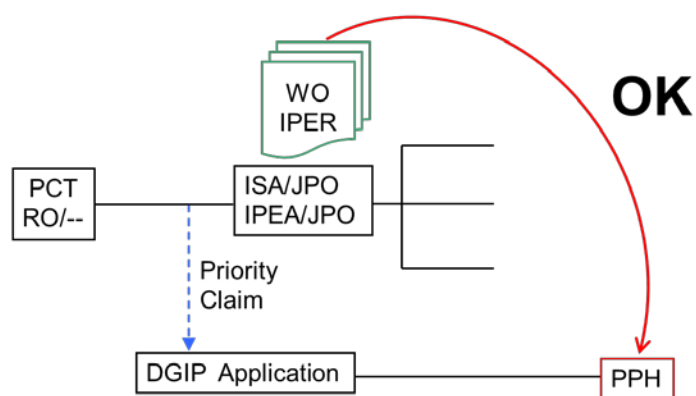 WO
IPER
OK
PCT
RO/--
ISA/JPO
IPEA/JPO
Priority
Claim
DGIP Application
PPH